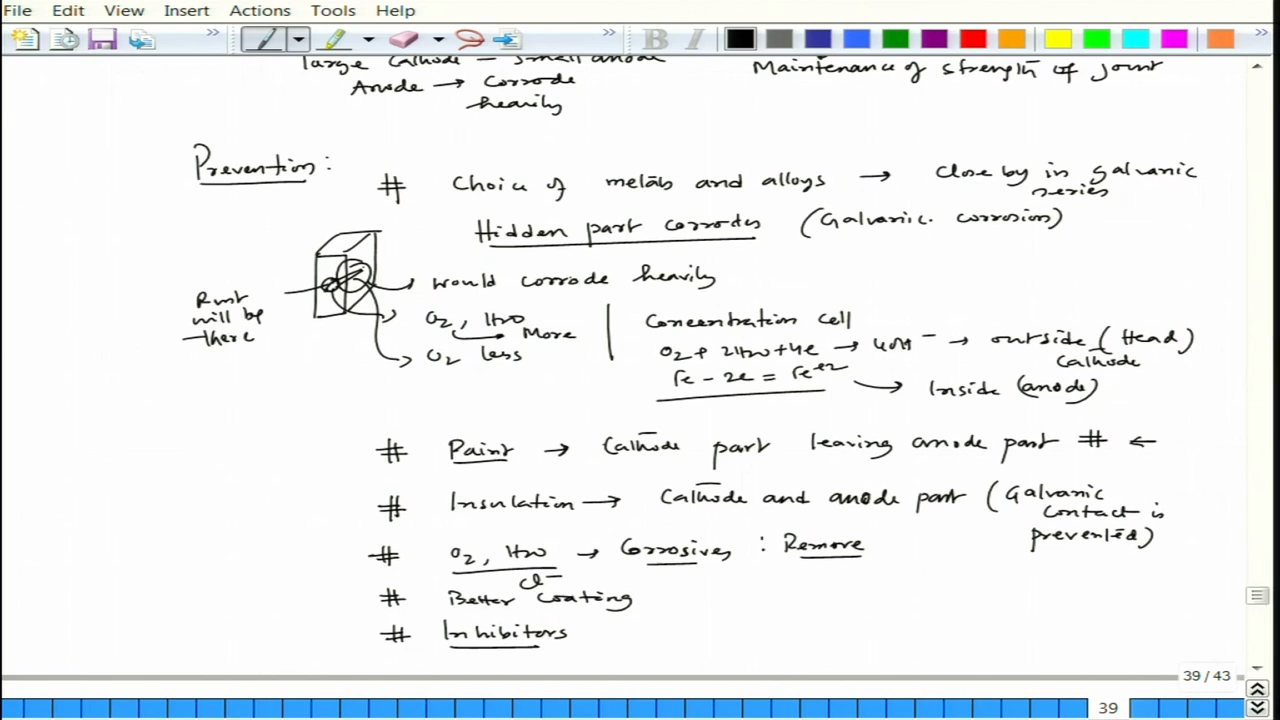 File Edit View Insert Actions Tools Help
B I
large Cathode – small anode
Maintenance of strength of joint
Anode → Corrode
heavily
Prevention:
# Choice of metals and alloys → Close by in galvanic
series
Hidden part corrodes (Galvanic. corrosion)
would corrode heavily
Rust
will be
there
O2, H2O
More
O2 less
Concentration cell
O2 + 2H2O + 4e → 4OH⁻ → outside (Head)
Cathode
Fe – 2e = Fe+2 → Inside (anode)
# Paint → Cathode part leaving anode part # ←
# Insulation → Cathode and anode part (Galvanic
contact is
prevented)
# O2, H2O → Corrosives : Remove
Cl⁻
# Better Coating
# Inhibitors
39 / 43
39